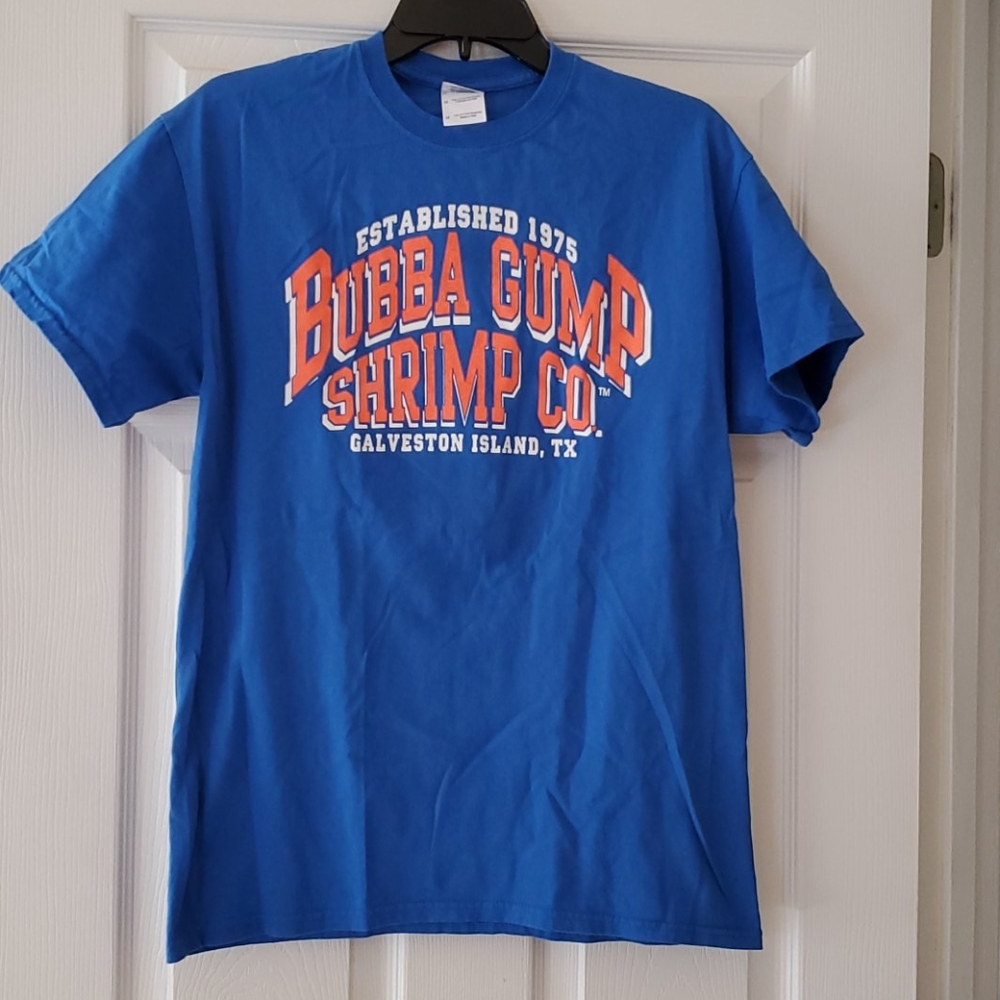 ESTABLISHED 1975
BUBBA GUMP
SHRIMP CO.™
GALVESTON ISLAND, TX